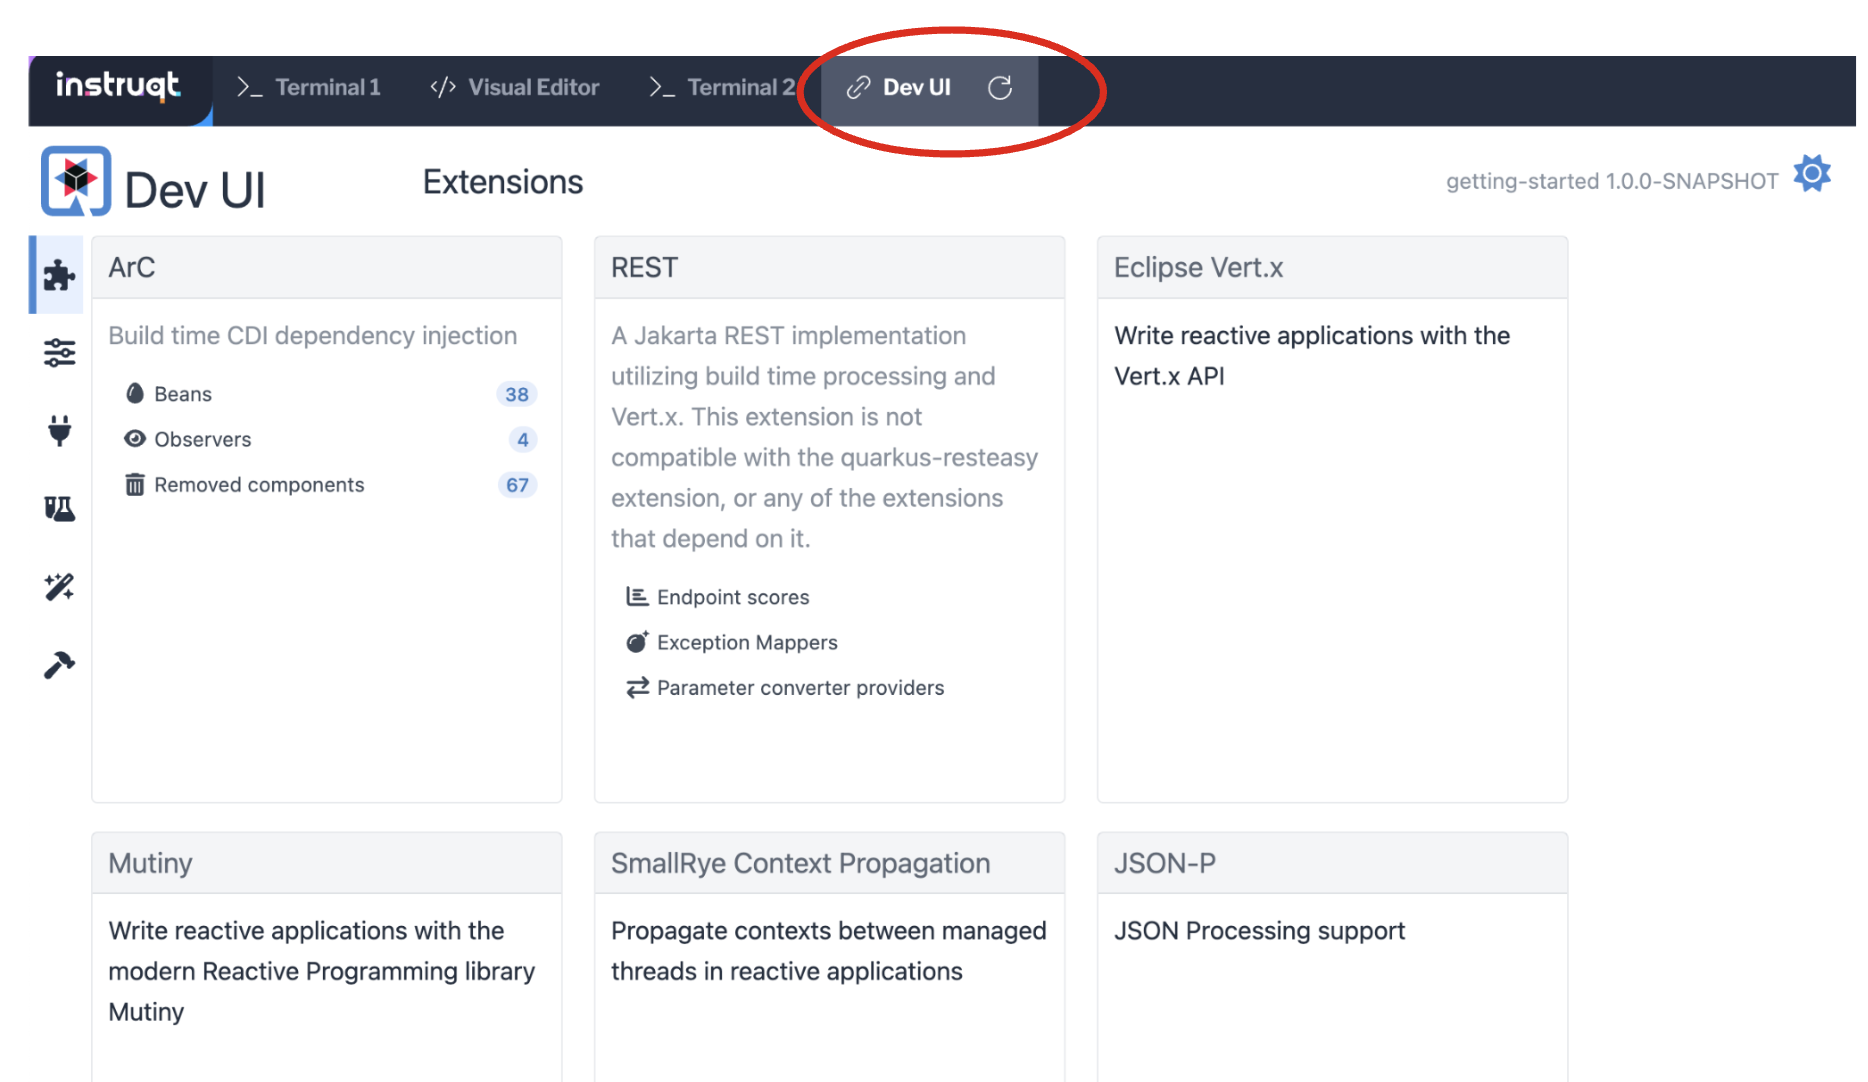 instruqt.
>_ Terminal 1
</> Visual Editor
>_ Terminal 2
Dev UI
Dev UI
Extensions
getting-started 1.0.0-SNAPSHOT
ArC
Build time CDI dependency injection
Beans 38
Observers 4
Removed components 67
REST
A Jakarta REST implementation
utilizing build time processing and
Vert.x. This extension is not
compatible with the quarkus-resteasy
extension, or any of the extensions
that depend on it.
Endpoint scores
Exception Mappers
Parameter converter providers
Eclipse Vert.x
Write reactive applications with the
Vert.x API
Mutiny
Write reactive applications with the
modern Reactive Programming library
Mutiny
SmallRye Context Propagation
Propagate contexts between managed
threads in reactive applications
JSON-P
JSON Processing support